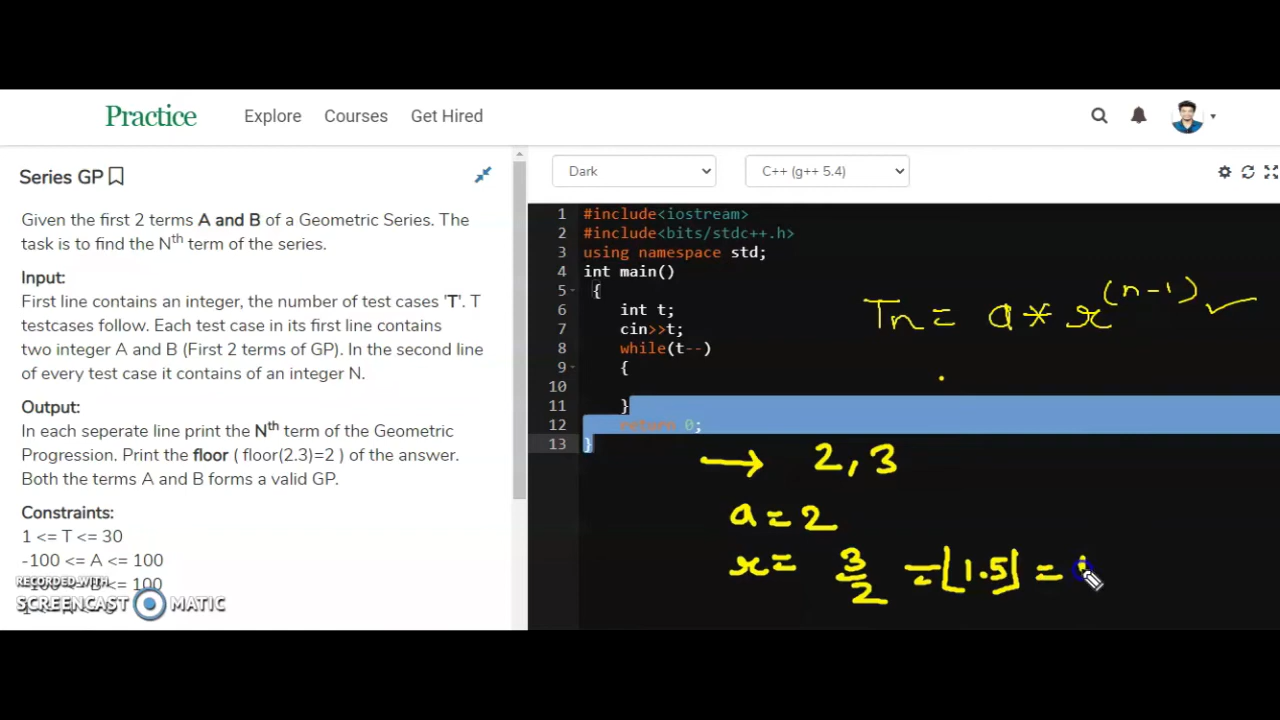 Practice Explore Courses Get Hired
Series GP
Given the first 2 terms A and B of a Geometric Series. The
task is to find the Nth term of the series.
Input:
First line contains an integer, the number of test cases 'T'. T
testcases follow. Each test case in its first line contains
two integer A and B (First 2 terms of GP). In the second line
of every test case it contains of an integer N.
Output:
In each seperate line print the Nth term of the Geometric
Progression. Print the floor ( floor(2.3)=2 ) of the answer.
Both the terms A and B forms a valid GP.
Constraints:
1 <= T <= 30
-100 <= A <= 100
<= 100
RECORDED WITH
SCREENCAST MATIC
Dark C++ (g++ 5.4)
1 #include<iostream>
2 #include<bits/stdc++.h>
3 using namespace std;
4 int main()
5 {
6 int t;
7 cin>>t;
8 while(t--)
9 {
10
11 }
12 return 0;
13 }
Tn = a * r^(n-1) ✓
→ 2, 3
a = 2
r = 3/2 = ⌊1.5⌋ =